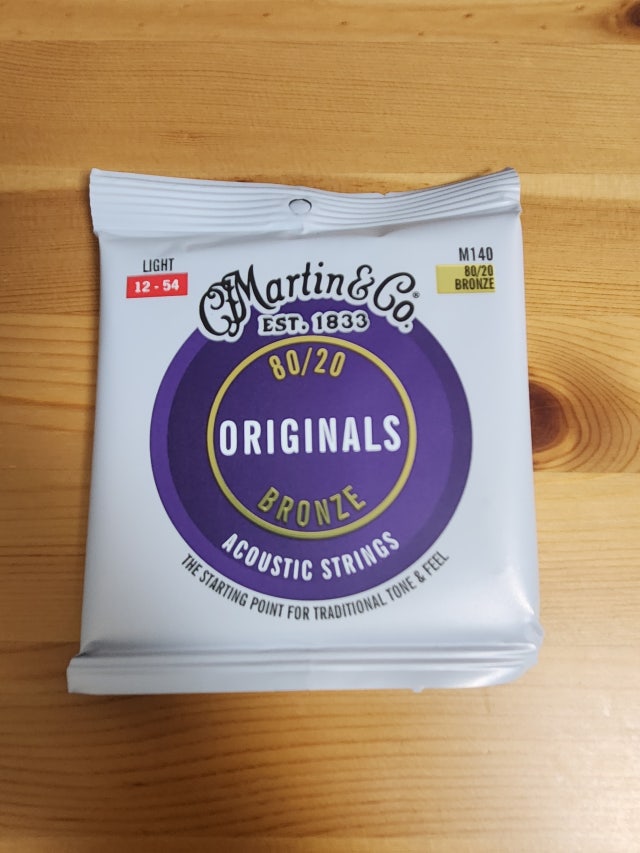 LIGHT
12 - 54
M140
80/20
BRONZE
Martin & Co.®
EST. 1833
80/20
ORIGINALS
BRONZE
ACOUSTIC STRINGS
THE STARTING POINT FOR TRADITIONAL TONE & FEEL